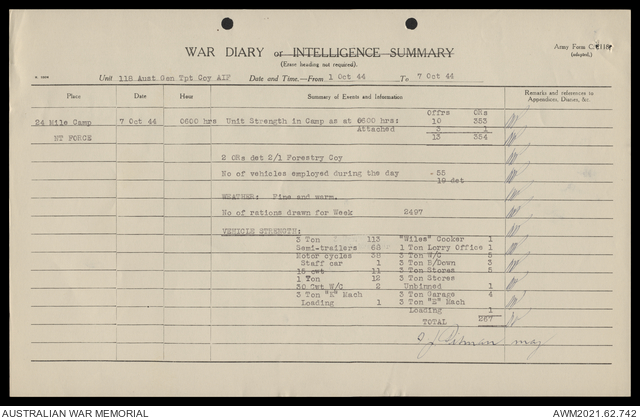 WAR DIARY or INTELLIGENCE SUMMARY
(Erase heading not required).
Army Form C.2118.
(adapted.)
Unit 118 Aust Gen Tpt Coy AIF Date and Time.—From 1 Oct 44 To 7 Oct 44
Place Date Hour Summary of Events and Information Remarks and references to Appendices, Diaries, &c.
Offrs ORs
24 Mile Camp 7 Oct 44 0600 hrs Unit Strength in Camp as at 0600 hrs: 10 353
Attached 3 1
NT FORCE 13 354
2 ORs det 2/1 Forestry Coy
No of vehicles employed during the day - 55
19 det
WEATHER: Fine and warm.
No of rations drawn for Week 2497
VEHICLE STRENGTH:
3 Ton 113 "Wiles" Cooker 1
Semi-trailers 68 1 Ton Lorry Office 1
Motor cycles 38 3 Ton W/C 5
Staff car 1 3 Ton B/Down 3
15 cwt 11 3 Ton Stores 5
1 Ton 12 3 Ton Stores
30 Cwt W/C 2 Unbinned 1
3 Ton "K" Mach 3 Ton Garage 4
Loading 1 3 Ton "Z" Mach
Loading 1
TOTAL 267
Maj
AUSTRALIAN WAR MEMORIAL AWM2021.62.742